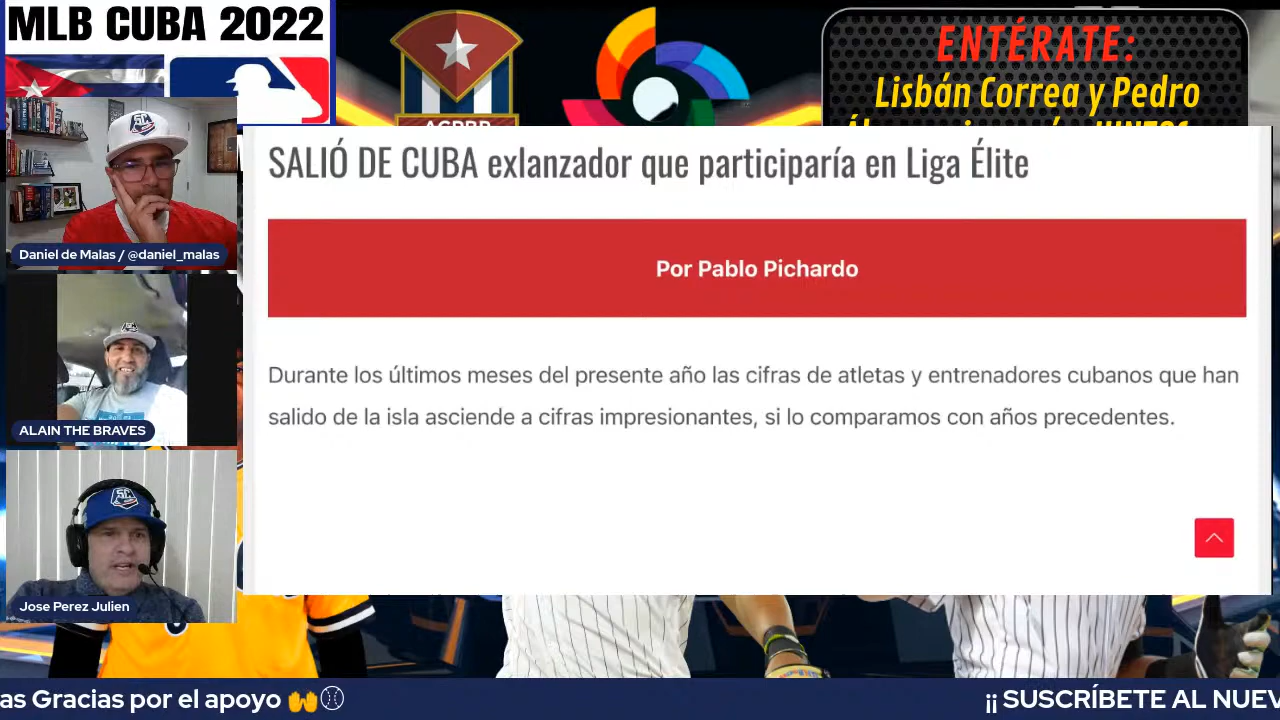 MLB CUBA 2022
ENTÉRATE:
Lisbán Correa y Pedro
SALIÓ DE CUBA exlanzador que participaría en Liga Élite
Por Pablo Pichardo
Durante los últimos meses del presente año las cifras de atletas y entrenadores cubanos que han
salido de la isla asciende a cifras impresionantes, si lo comparamos con años precedentes.
Daniel de Malas / @daniel_malas
ALAIN THE BRAVES
SC
Jose Perez Julien
as Gracias por el apoyo 🙌⚾
¡¡ SUSCRÍBETE AL NUEV